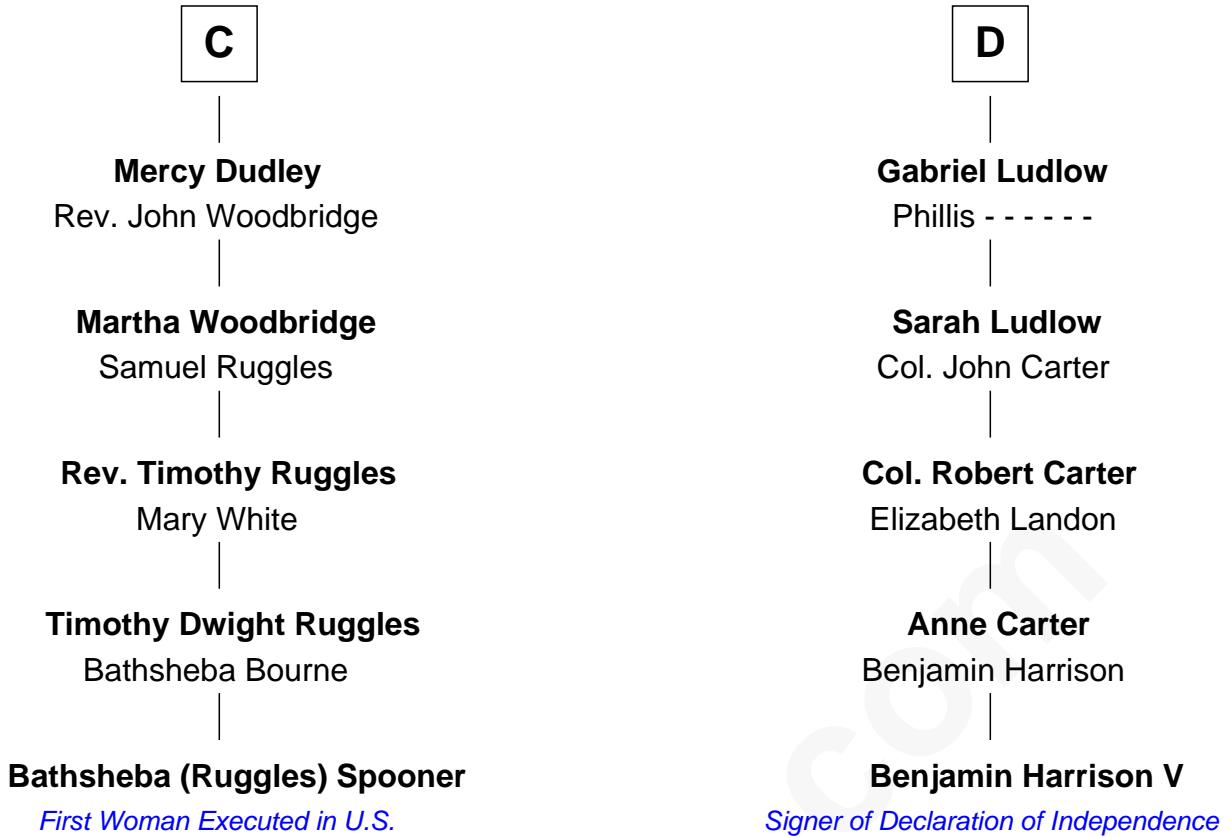 C
Mercy Dudley
Rev. John Woodbridge
Martha Woodbridge
Samuel Ruggles
Rev. Timothy Ruggles
Mary White
Timothy Dwight Ruggles
Bathsheba Bourne
Bathsheba (Ruggles) Spooner
First Woman Executed in U.S.
D
Gabriel Ludlow
Phillis - - - - - -
Sarah Ludlow
Col. John Carter
Col. Robert Carter
Elizabeth Landon
Anne Carter
Benjamin Harrison
Benjamin Harrison V
Signer of Declaration of Independence
com